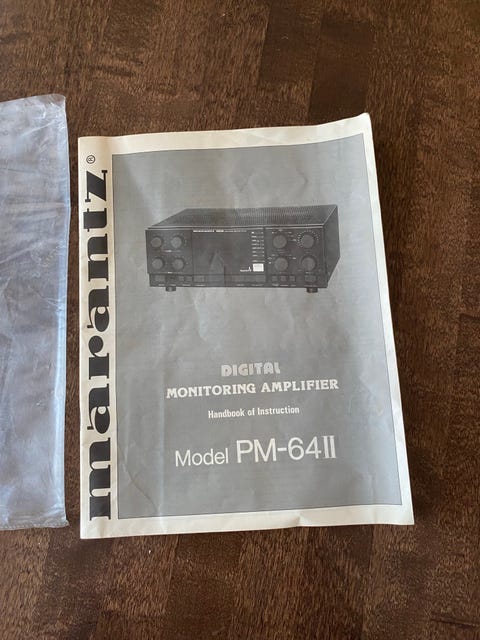 marantz®
DIGITAL
MONITORING AMPLIFIER
Handbook of Instruction
Model PM-64II